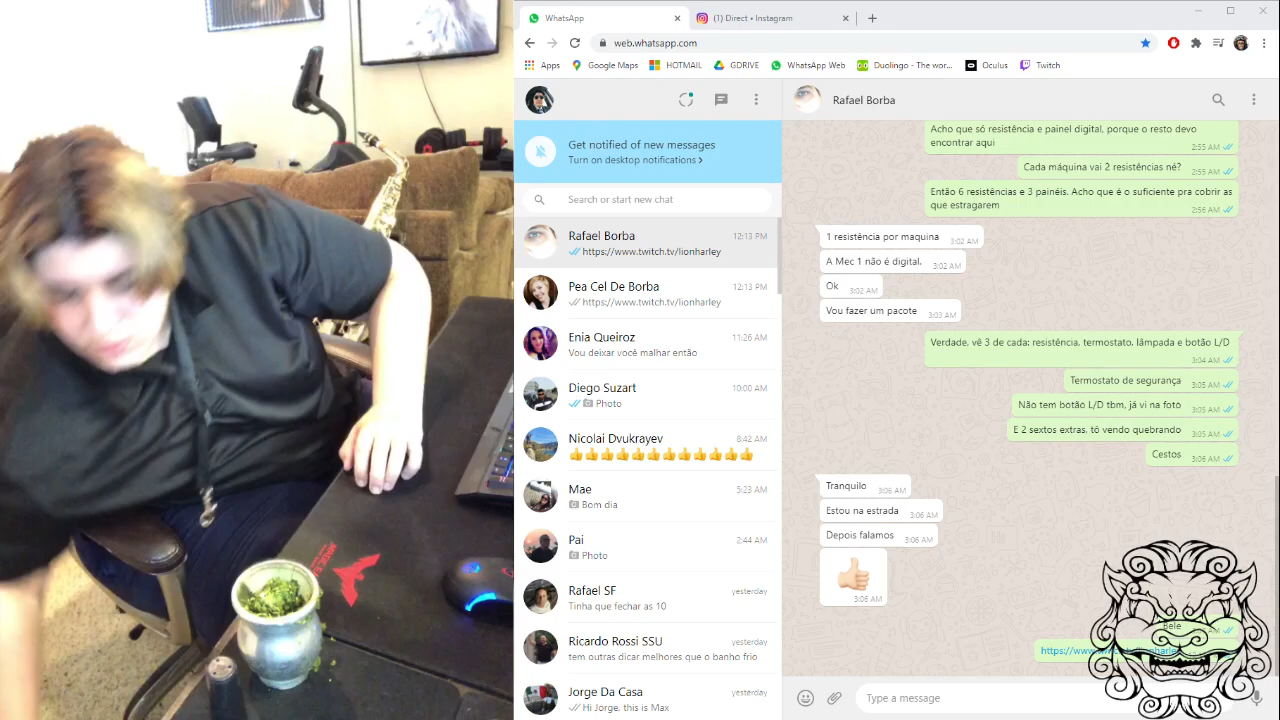 WhatsApp
(1) Direct • Instagram
web.whatsapp.com
Apps
Google Maps
HOTMAIL
GDRIVE
WhatsApp Web
Duolingo - The wor...
Oculus
Twitch
Get notified of new messages
Turn on desktop notifications
Search or start new chat
Rafael Borba
12:13 PM
https://www.twitch.tv/lionharley
Pea Cel De Borba
12:13 PM
https://www.twitch.tv/lionharley
Enia Queiroz
11:26 AM
Vou deixar você malhar então
Diego Suzart
10:00 AM
Photo
Nicolai Dvukrayev
8:42 AM
👍👍👍👍👍👍👍👍👍👍👍👍
Mae
5:23 AM
Bom dia
Pai
2:44 AM
Photo
Rafael SF
yesterday
Tinha que fechar as 10
Ricardo Rossi SSU
yesterday
tem outras dicar melhores que o banho frio
Jorge Da Casa
yesterday
Hi Jorge, this is Max
Rafael Borba
Acho que só resistência e painel digital, porque o resto devo
encontrar aqui
2:55 AM
Cada máquina vai 2 resistências né?
2:55 AM
Então 6 resistências e 3 painéis. Acho que é o suficiente pra cobrir as
que estragarem
2:56 AM
1 resistência por maquina
3:02 AM
A Mec 1 não é digital.
3:02 AM
Ok
3:02 AM
Vou fazer um pacote
3:03 AM
Verdade, vê 3 de cada: resistência, termostato, lâmpada e botão L/D
3:04 AM
Termostato de segurança
3:05 AM
Não tem botão L/D tbm, já vi na foto
3:05 AM
E 2 sextos extras, tô vendo quebrando
3:05 AM
Cestos
3:06 AM
Tranquilo
3:06 AM
Estou na estrada
3:06 AM
Depois falamos
3:06 AM
👍🏻
3:06 AM
Bele
Type a message